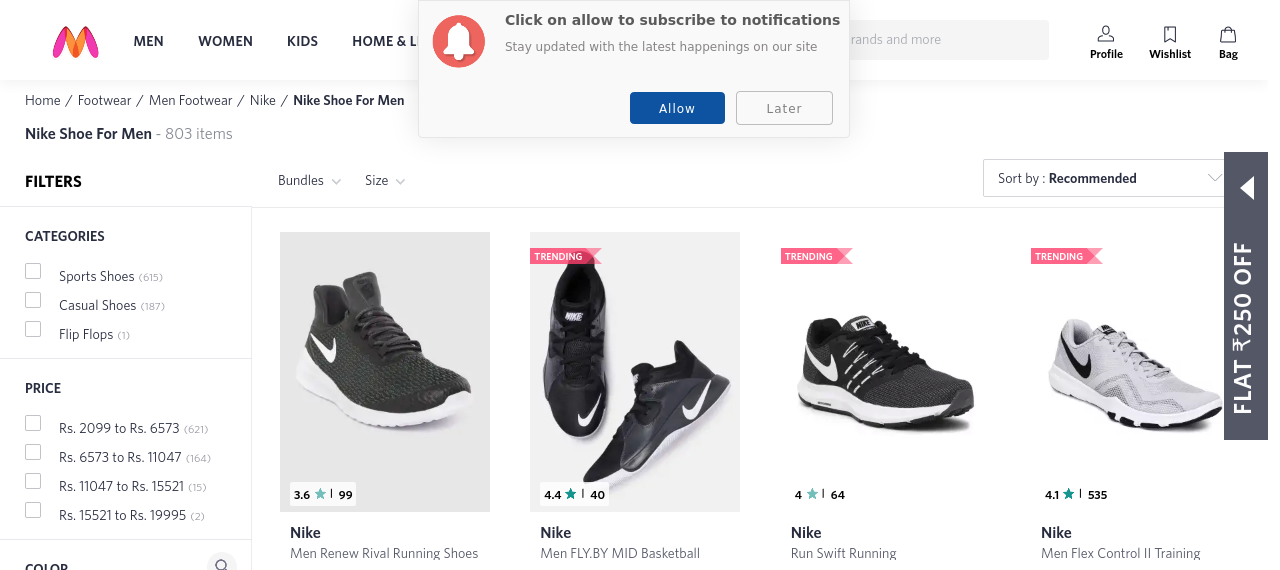 Click on allow to subscribe to notifications
Stay updated with the latest happenings on our site
Allow
Later
MEN
WOMEN
KIDS
HOME &
and more
Profile
Wishlist
Bag
Home / Footwear / Men Footwear / Nike / Nike Shoe For Men
Nike Shoe For Men - 803 items
FILTERS
Bundles
Size
Sort by : Recommended
CATEGORIES
Sports Shoes (615)
Casual Shoes (187)
Flip Flops (1)
PRICE
Rs. 2099 to Rs. 6573 (621)
Rs. 6573 to Rs. 11047 (164)
Rs. 11047 to Rs. 15521 (15)
Rs. 15521 to Rs. 19995 (2)
COLOR
TRENDING
TRENDING
TRENDING
NIKE
NIKE
3.6 ★ | 99
4.4 ★ | 40
4 ★ | 64
4.1 ★ | 535
Nike
Men Renew Rival Running Shoes
Nike
Men FLY.BY MID Basketball
Nike
Run Swift Running
Nike
Men Flex Control II Training
FLAT ₹250 OFF